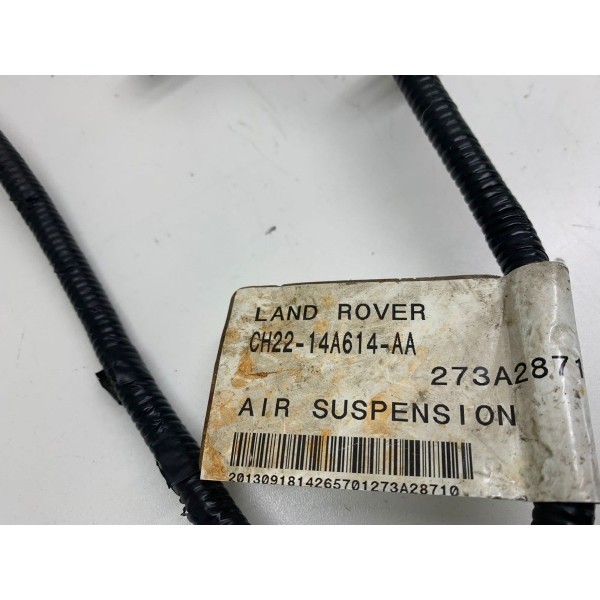 LAND ROVER
CH22-14A614-AA
273A2871
AIR SUSPENSION
2013091814265701273A28710